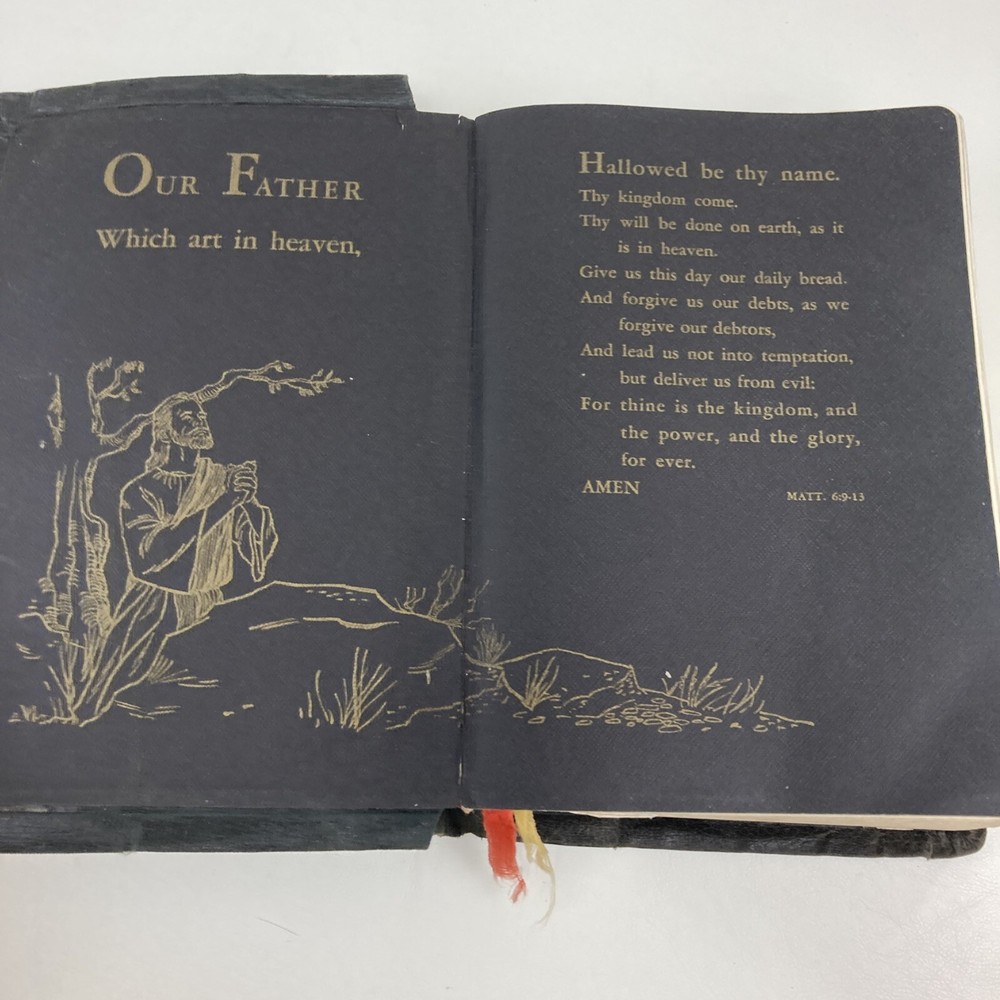 OUR FATHER
Which art in heaven,
Hallowed be thy name.
Thy kingdom come.
Thy will be done on earth, as it
is in heaven.
Give us this day our daily bread.
And forgive us our debts, as we
forgive our debtors,
And lead us not into temptation,
but deliver us from evil:
For thine is the kingdom, and
the power, and the glory,
for ever.
AMEN MATT. 6:9-13